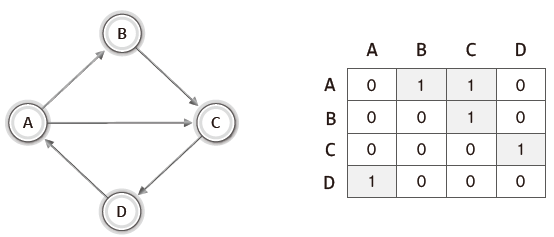 B
A
C
D
A B C D
A 0 1 1 0
B 0 0 1 0
C 0 0 0 1
D 1 0 0 0